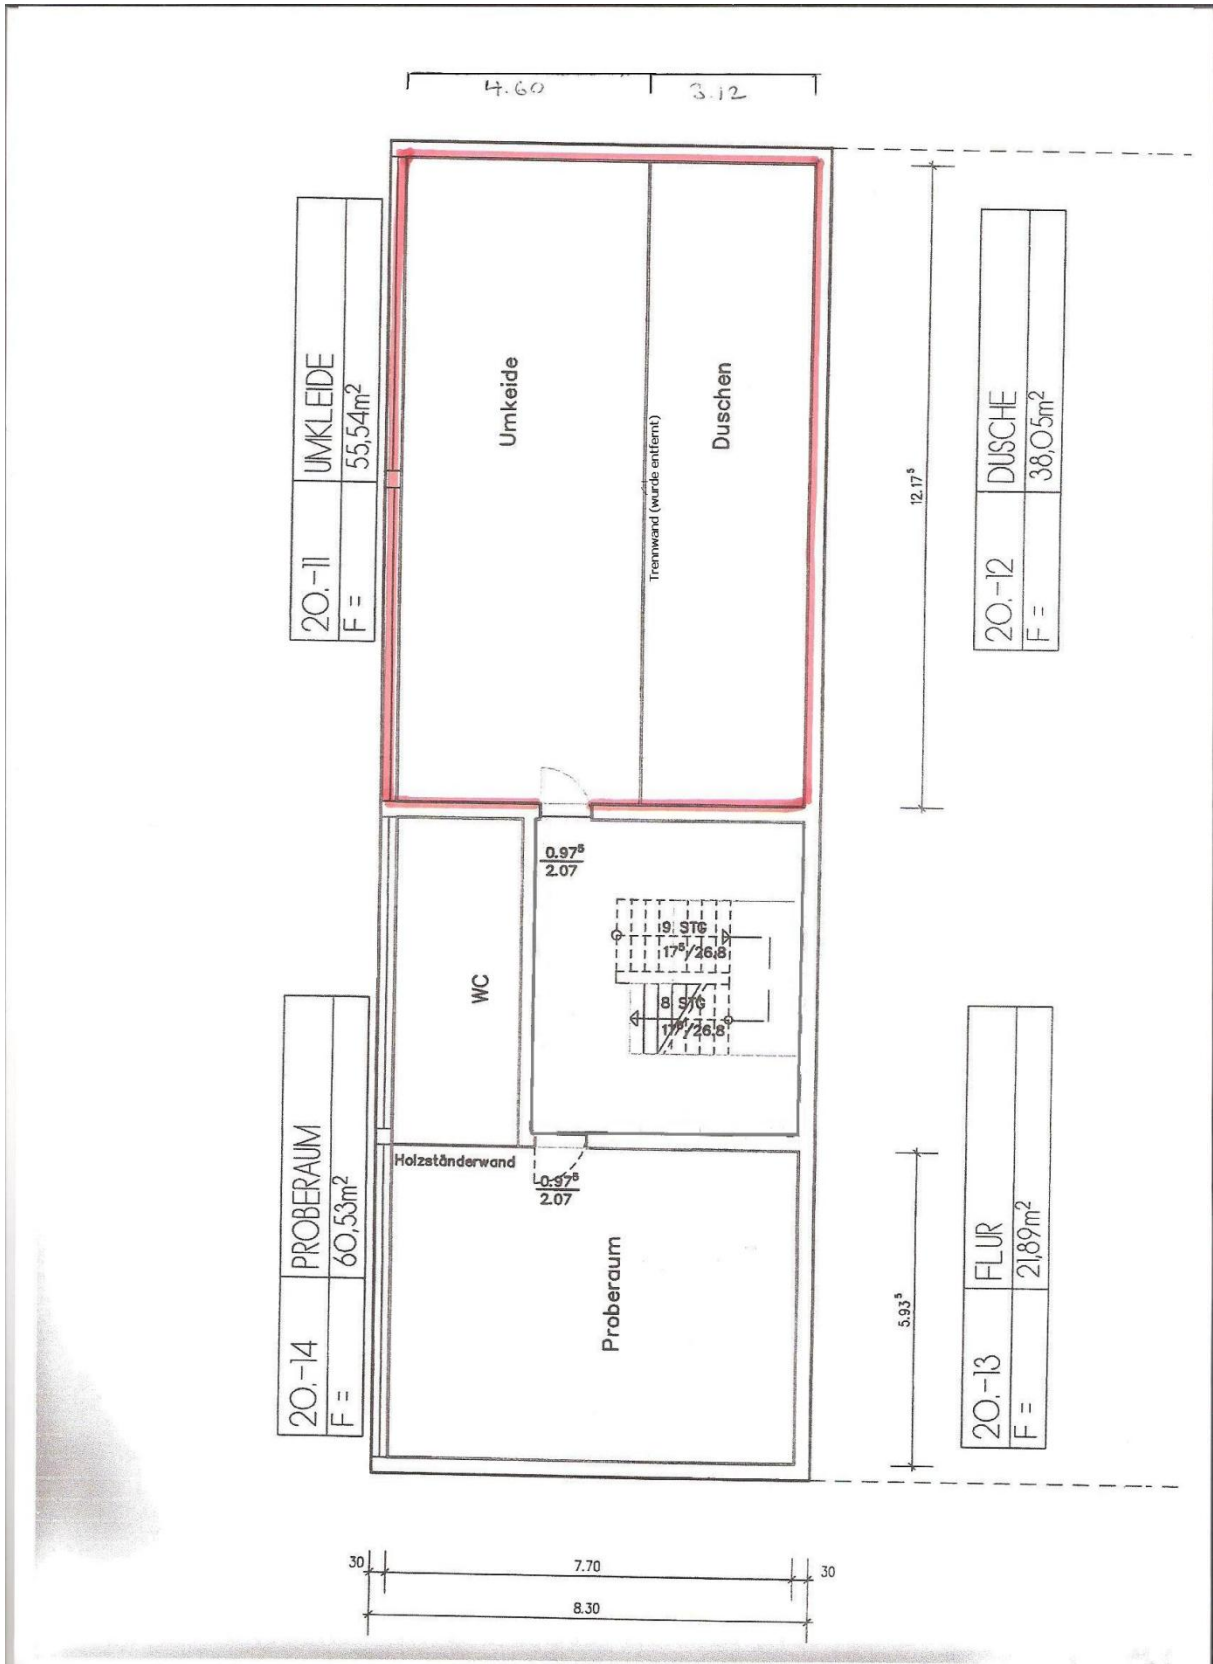 4.60
3.12
20.-11 UMKLEIDE
F = 55,54m²
Umkeide
Trennwand (wurde entfernt)
Duschen
12.17⁵
20.-12 DUSCHE
F = 38,05m²
0.97⁵
2.07
9 STG
17⁵/26.8
8 STG
17⁵/26.8
WC
20.-14 PROBERAUM
F = 60,53m²
Holzständerwand
0.97⁵
2.07
Proberaum
5.93⁵
20.-13 FLUR
F = 21,89m²
30
7.70
30
8.30